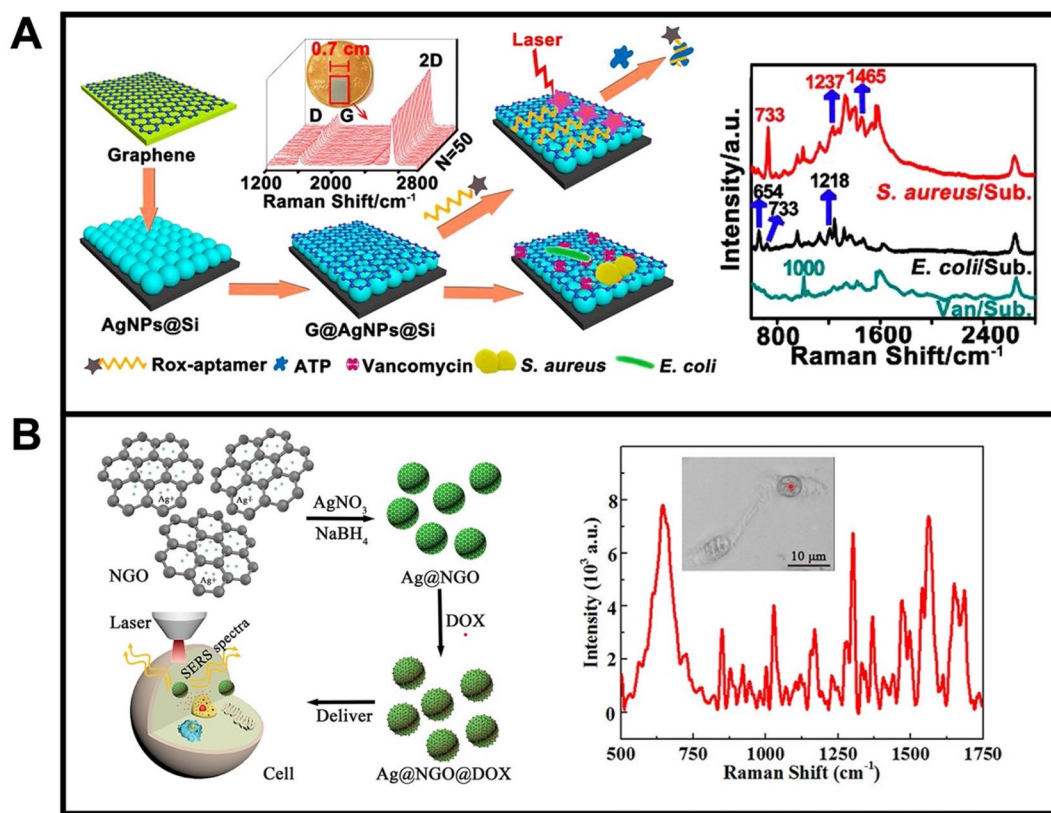 A
Graphene
AgNPs@Si
0.7 cm
D
G
2D
N=50
1200
2000
2800
Raman Shift/cm-1
G@AgNPs@Si
Laser
Rox-aptamer
ATP
Vancomycin
S. aureus
E. coli
Intensity/a.u.
733
1237
1465
S. aureus/Sub.
654
733
1218
E. coli/Sub.
1000
Van/Sub.
800
1600
2400
Raman Shift/cm-1
B
Ag+
Ag+
Ag+
NGO
AgNO3
NaBH4
Ag@NGO
DOX
Ag@NGO@DOX
Deliver
Laser
SERS spectra
Cell
Intensity (10³ a.u.)
8
6
4
2
0
10 μm
500
750
1000
1250
1500
1750
Raman Shift (cm-1)